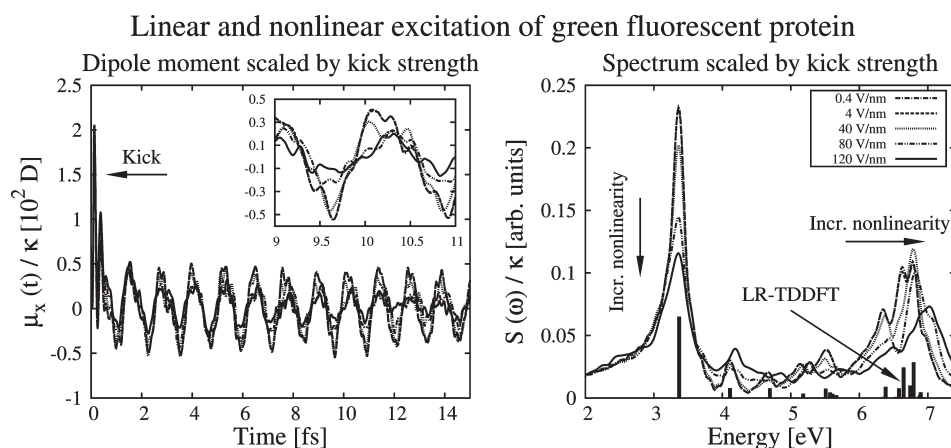 Linear and nonlinear excitation of green fluorescent protein
Dipole moment scaled by kick strength
2.5
2
1.5
1
0.5
0
-0.5
-1
μx (t) / κ [10² D]
0 2 4 6 8 10 12 14
Time [fs]
Kick
0.5
0.3
0.1
-0.1
-0.3
-0.5
9 9.5 10 10.5 11
Spectrum scaled by kick strength
0.25
0.2
0.15
0.1
0.05
0
S (ω) / κ [arb. units]
2 3 4 5 6 7
Energy [eV]
0.4 V/nm
4 V/nm
40 V/nm
80 V/nm
120 V/nm
Incr. nonlinearity
Incr. nonlinearity
LR-TDDFT